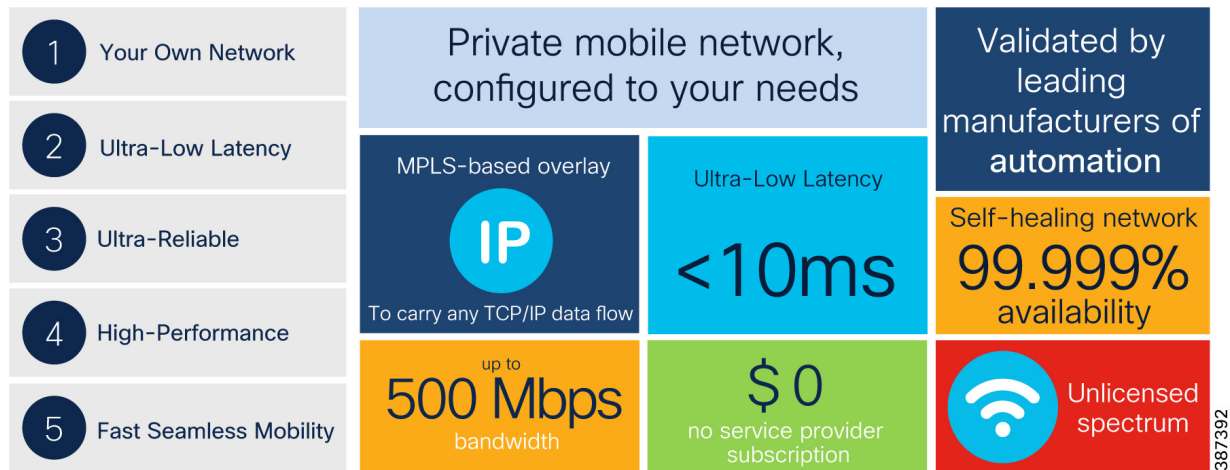 1 Your Own Network
2 Ultra-Low Latency
3 Ultra-Reliable
4 High-Performance
5 Fast Seamless Mobility
Private mobile network,
configured to your needs
MPLS-based overlay
IP
To carry any TCP/IP data flow
Ultra-Low Latency
<10ms
up to
500 Mbps
bandwidth
$ 0
no service provider
subscription
Validated by
leading
manufacturers of
automation
Self-healing network
99.999%
availability
Unlicensed
spectrum
387392